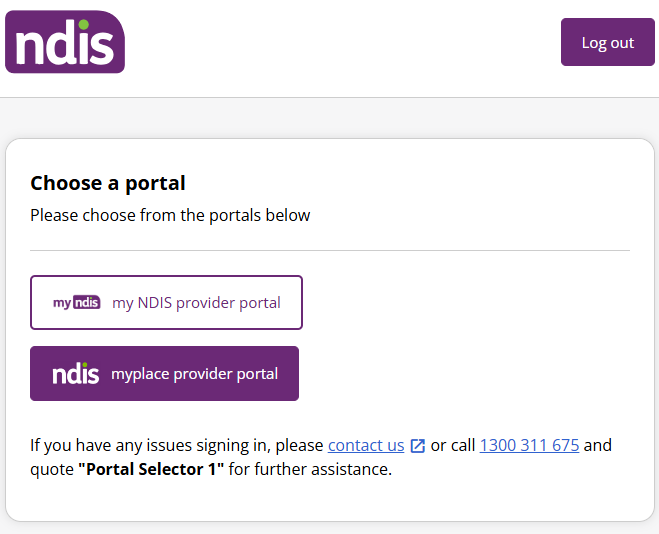 ndis
Log out
Choose a portal
Please choose from the portals below
my ndis my NDIS provider portal
ndis myplace provider portal
If you have any issues signing in, please contact us or call 1300 311 675 and
quote "Portal Selector 1" for further assistance.